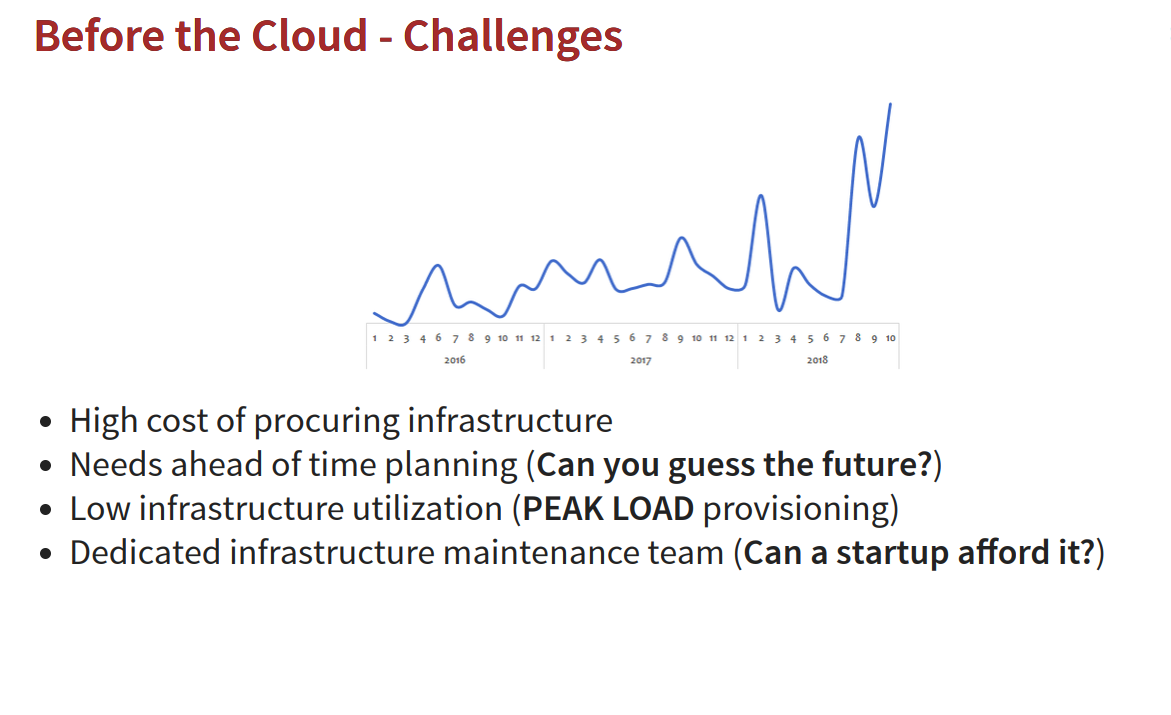 Before the Cloud - Challenges
1 2 3 4 6 7 8 9 10 11 12 1 2 3 4 5 6 7 8 9 10 11 12 1 2 3 4 5 6 7 8 9 10
2016 2017 2018
• High cost of procuring infrastructure
• Needs ahead of time planning (Can you guess the future?)
• Low infrastructure utilization (PEAK LOAD provisioning)
• Dedicated infrastructure maintenance team (Can a startup afford it?)